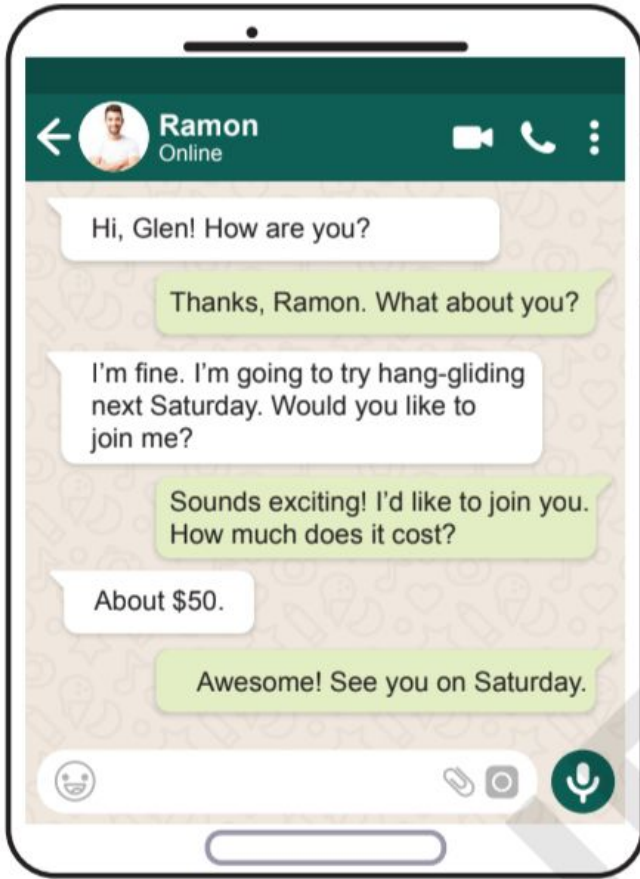 Ramon
Online
Hi, Glen! How are you?
Thanks, Ramon. What about you?
I'm fine. I'm going to try hang-gliding
next Saturday. Would you like to
join me?
Sounds exciting! I'd like to join you.
How much does it cost?
About $50.
Awesome! See you on Saturday.